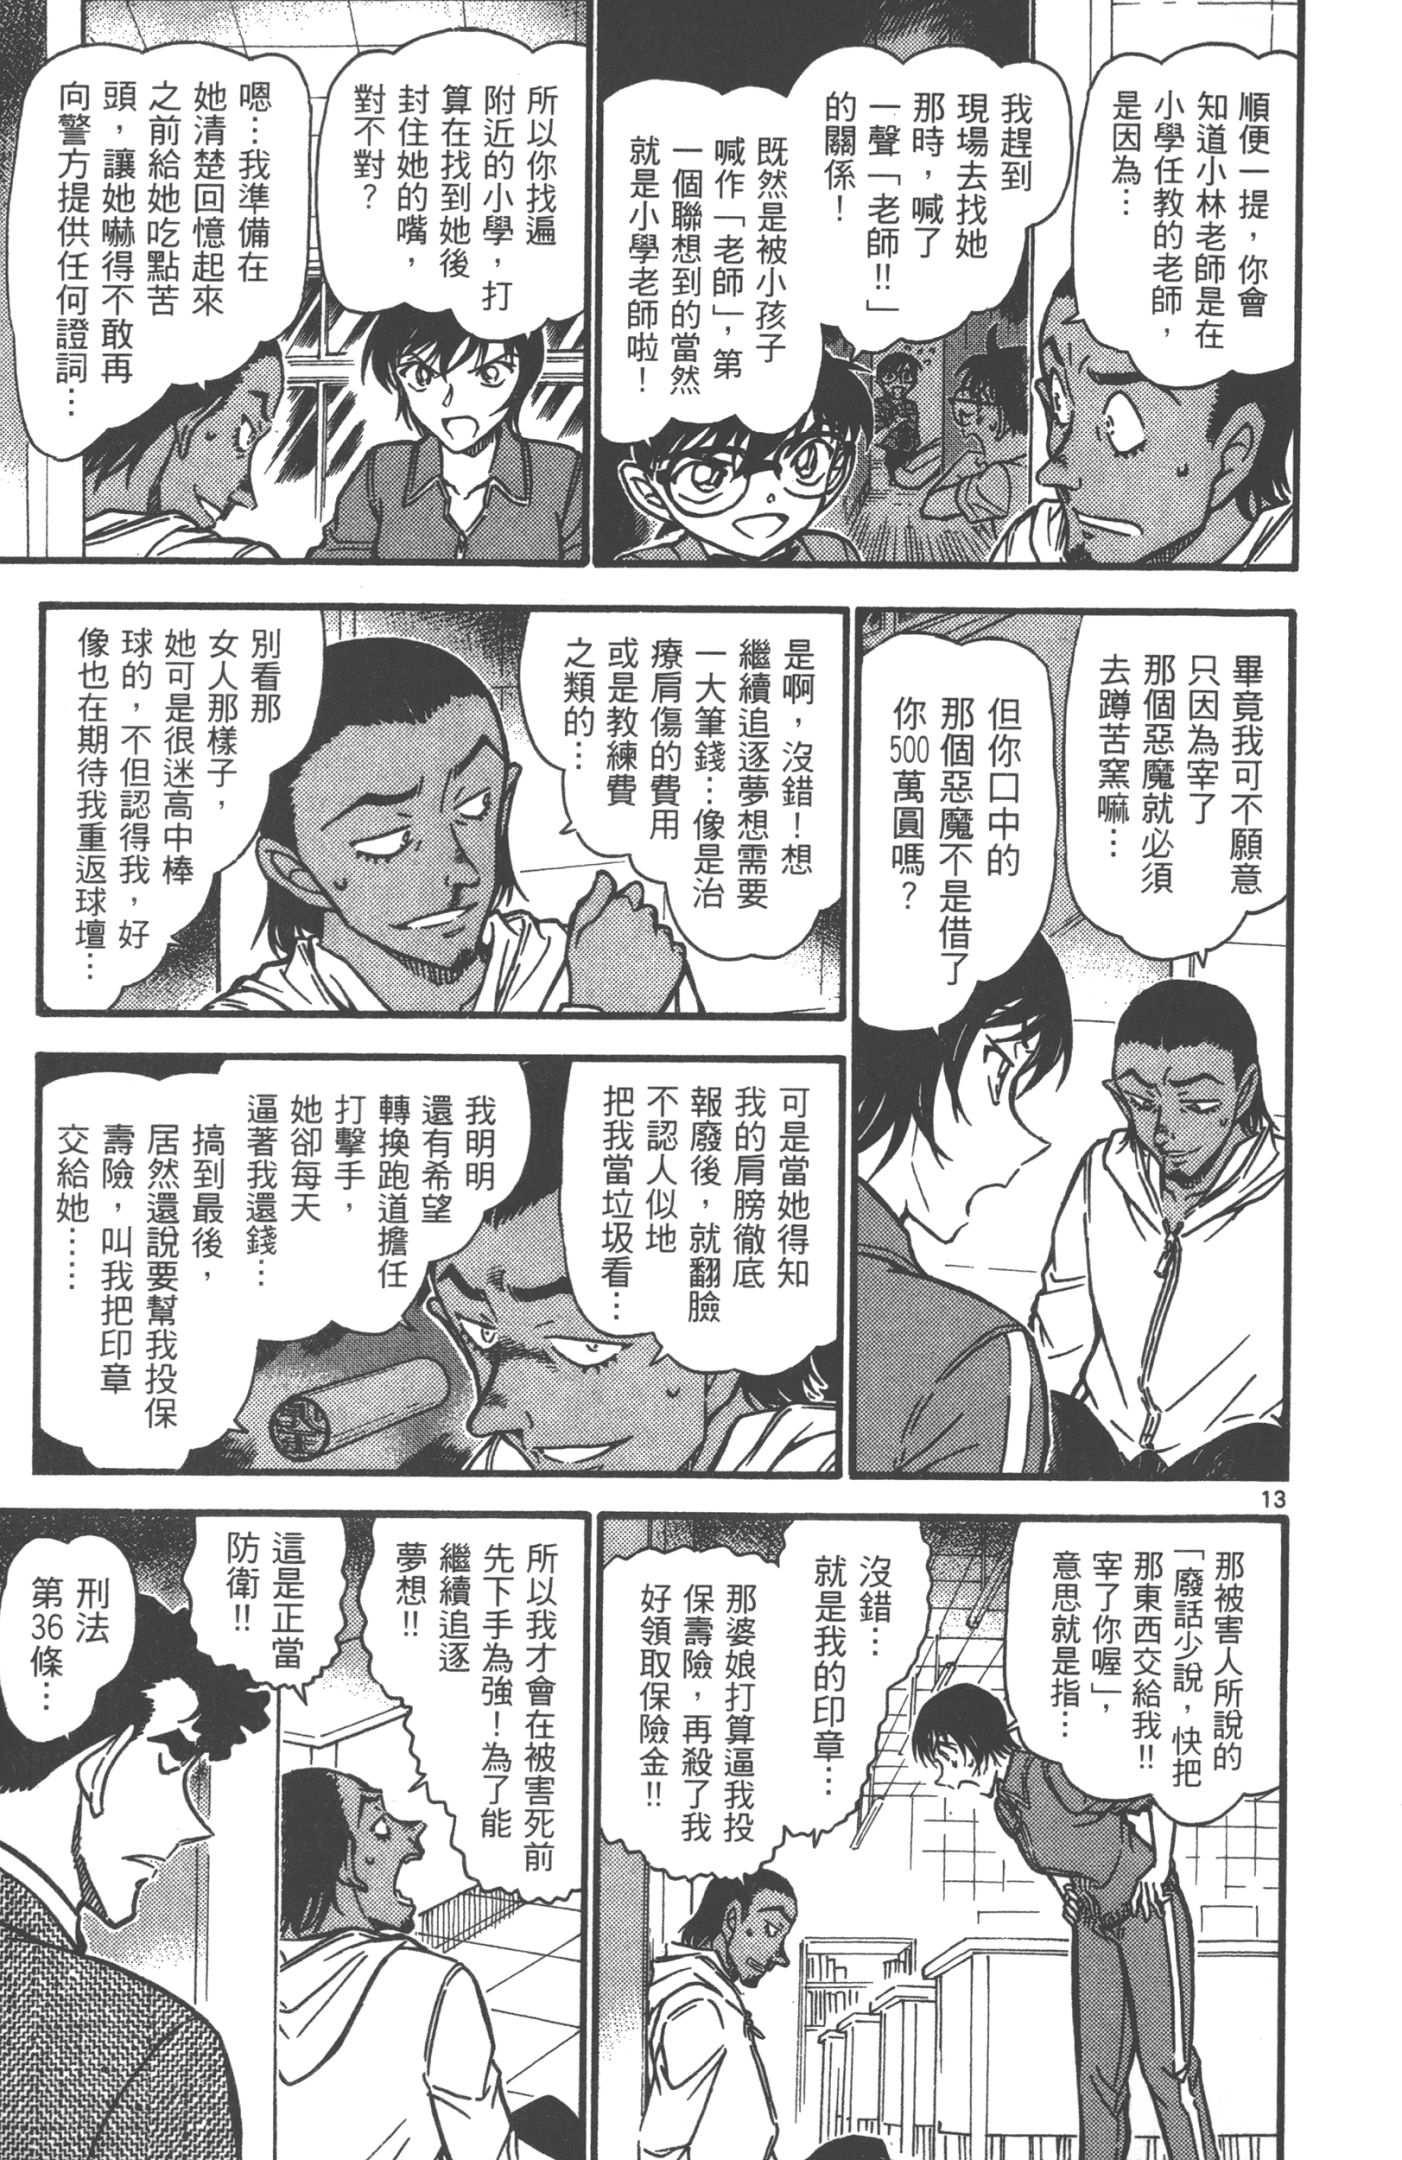 順便一提，你會
知道小林老師是在
小學任教的老師，
是因為…
我趕到
現場去找她
那時，喊了
一聲「老師!!」
的關係！
既然是被小孩子
喊作「老師」，第
一個聯想到的當然
就是小學老師啦！
所以你找遍
附近的小學，打
算在找到她後
封住她的嘴，
對不對？
嗯…我準備在
她清楚回憶起來
之前給她吃點苦
頭，讓她嚇得不敢再
向警方提供任何證詞…
畢竟我可不願意
只因為宰了
那個惡魔就必須
去蹲苦窯嘛…
但你口中的
那個惡魔不是借了
你500萬圓嗎？
是啊，沒錯！想
繼續追逐夢想需要
一大筆錢…像是治
療肩傷的費用
或是教練費
之類的…
別看那
女人那樣子，
她可是很迷高中棒
球的，不但認得我，好
像也在期待我重返球壇…
可是當她得知
我的肩膀徹底
報廢後，就翻臉
不認人似地
把我當垃圾看…
我明明
還有希望
轉換跑道擔任
打擊手，
她卻每天
逼著我還錢…
搞到最後，
居然還說要幫我投保
壽險，叫我把印章
交給她……
13
那被害人所說的
「廢話少說，快把
那東西交給我!!
宰了你喔」，
意思就是指…
沒錯…
就是我的印章…
那婆娘打算逼我投
保壽險，再殺了我
好領取保險金!!
所以我才會在被害死前
先下手為強！為了能
繼續追逐
夢想!!
這是正當
防衛!!
刑法
第36條…